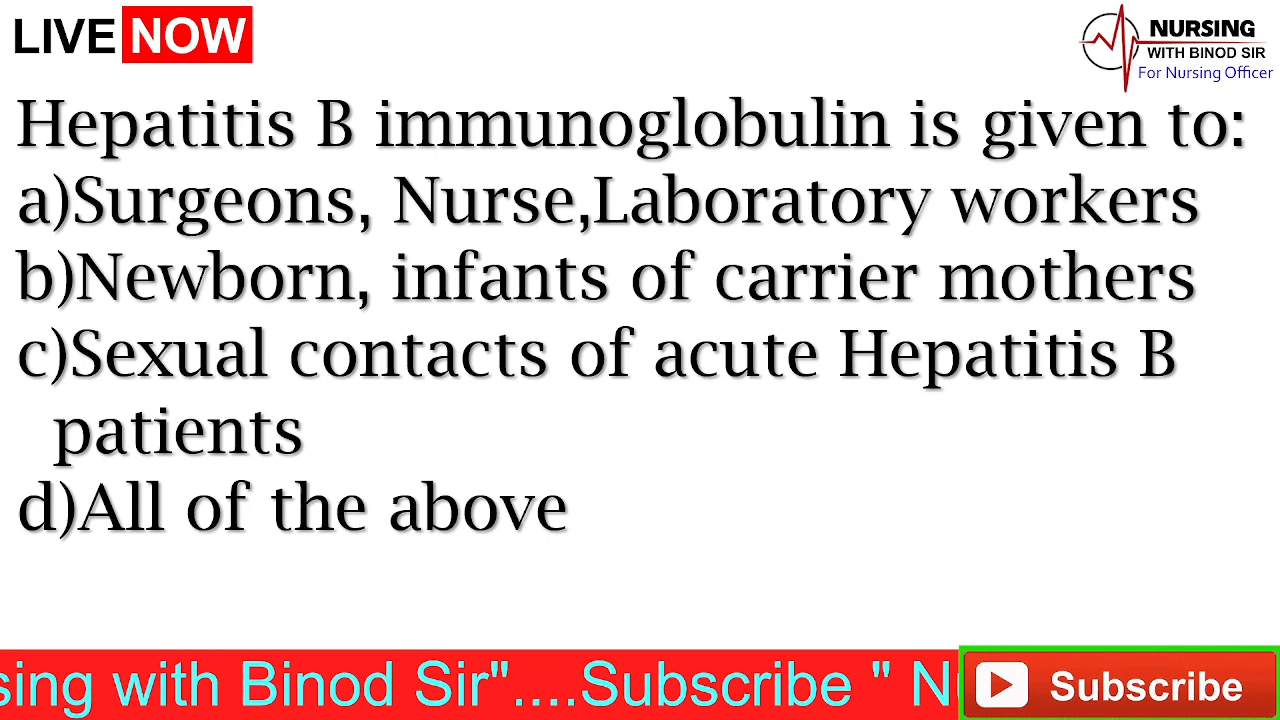 LIVE NOW
NURSING
WITH BINOD SIR
For Nursing Officer
Hepatitis B immunoglobulin is given to:
a)Surgeons, Nurse,Laboratory workers
b)Newborn, infants of carrier mothers
c)Sexual contacts of acute Hepatitis B
patients
d)All of the above
sing with Binod Sir"....Subscribe " N
Subscribe